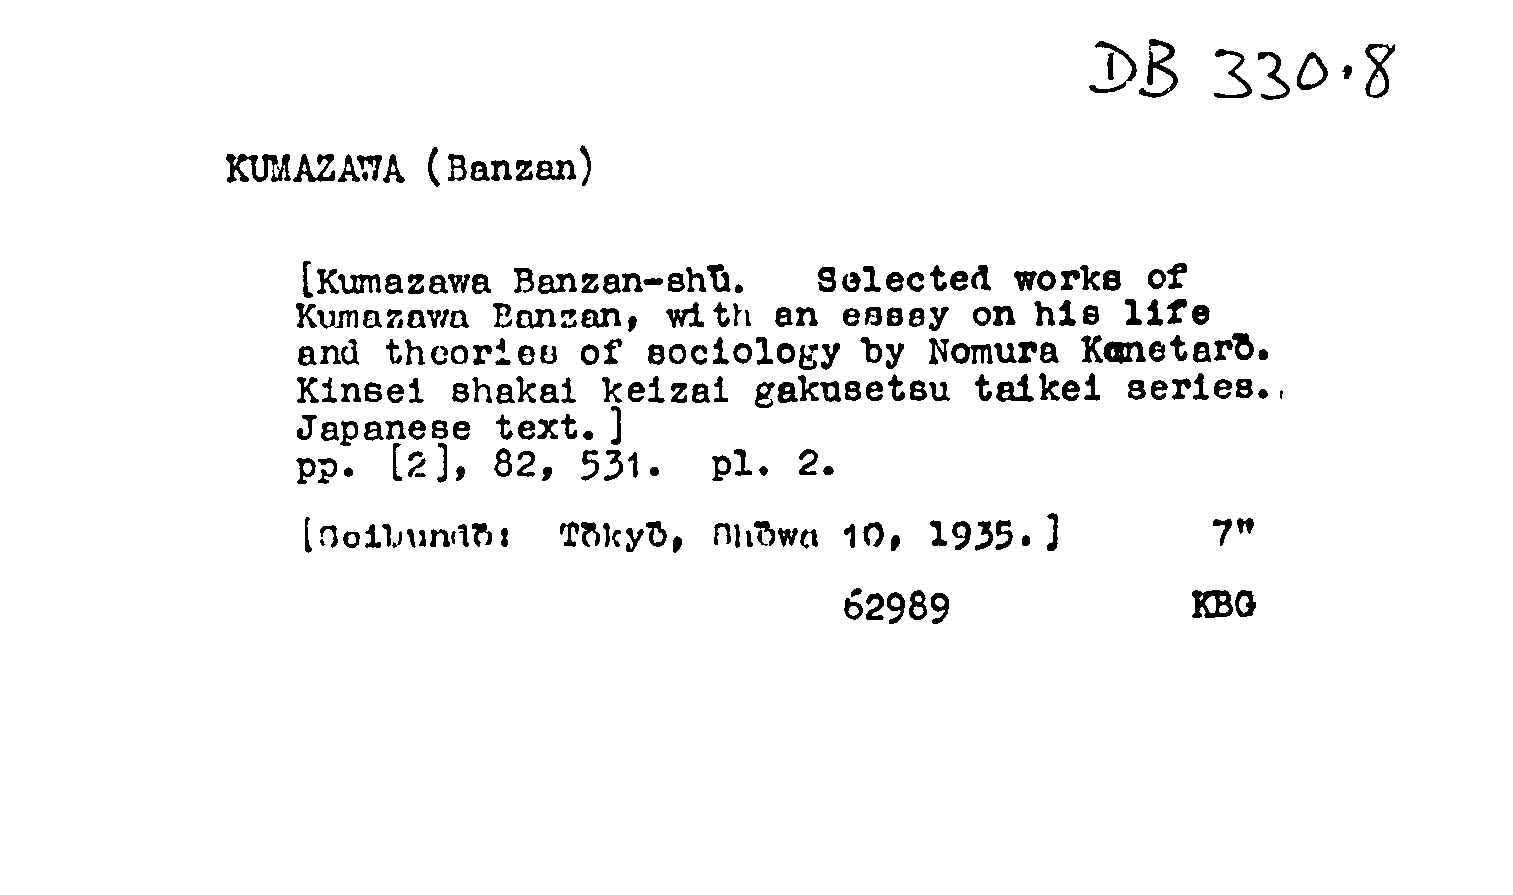 DB 330.8
KUMAZAWA (Banzan)
[Kumazawa Banzan-shū. Selected works of
Kumazawa Banzan, with an essay on his life
and theories of sociology by Nomura Kanetarō.
Kinsei shakai keizai gakusetsu taikei series.
Japanese text.]
pp. [2], 82, 531. pl. 2.
[Seibundō: Tōkyō, Shōwa 10, 1935.] 7"
62989 KBG